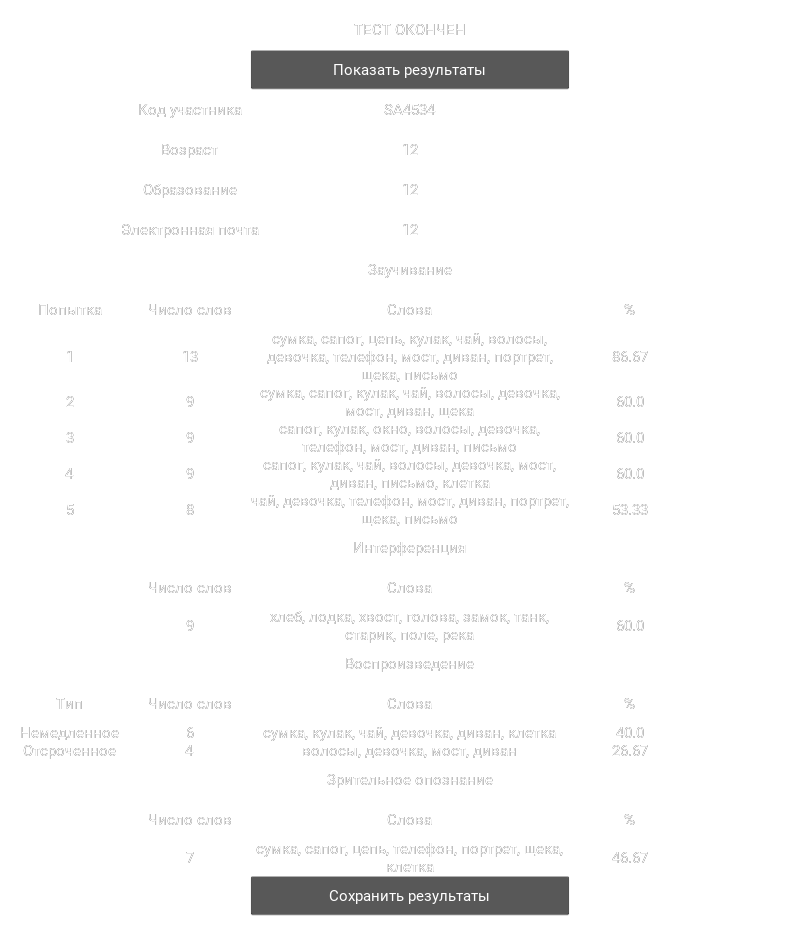 ТЕСТ ОКОНЧЕН
Показать результаты
Код участника SA4534
Возраст 12
Образование 12
Электронная почта 12
Заучивание
Попытка Число слов Слова %
сумка, сапог, цепь, кулак, чай, волосы,
1 13 девочка, телефон, мост, диван, портрет, 86.67
щека, письмо
2 9 сумка, сапог, кулак, чай, волосы, девочка, 60.0
мост, диван, щека
3 9 сапог, кулак, окно, волосы, девочка, 60.0
телефон, мост, диван, письмо
4 9 сапог, кулак, чай, волосы, девочка, мост, 60.0
диван, письмо, клетка
5 8 чай, девочка, телефон, мост, диван, портрет, 53.33
щека, письмо
Интерференция
Число слов Слова %
9 хлеб, лодка, хвост, голова, замок, танк, 60.0
старик, поле, река
Воспроизведение
Тип Число слов Слова %
Немедленное 6 сумка, кулак, чай, девочка, диван, клетка 40.0
Отсроченное 4 волосы, девочка, мост, диван 26.67
Зрительное опознание
Число слов Слова %
7 сумка, сапог, цепь, телефон, портрет, щека, 46.67
клетка
Сохранить результаты